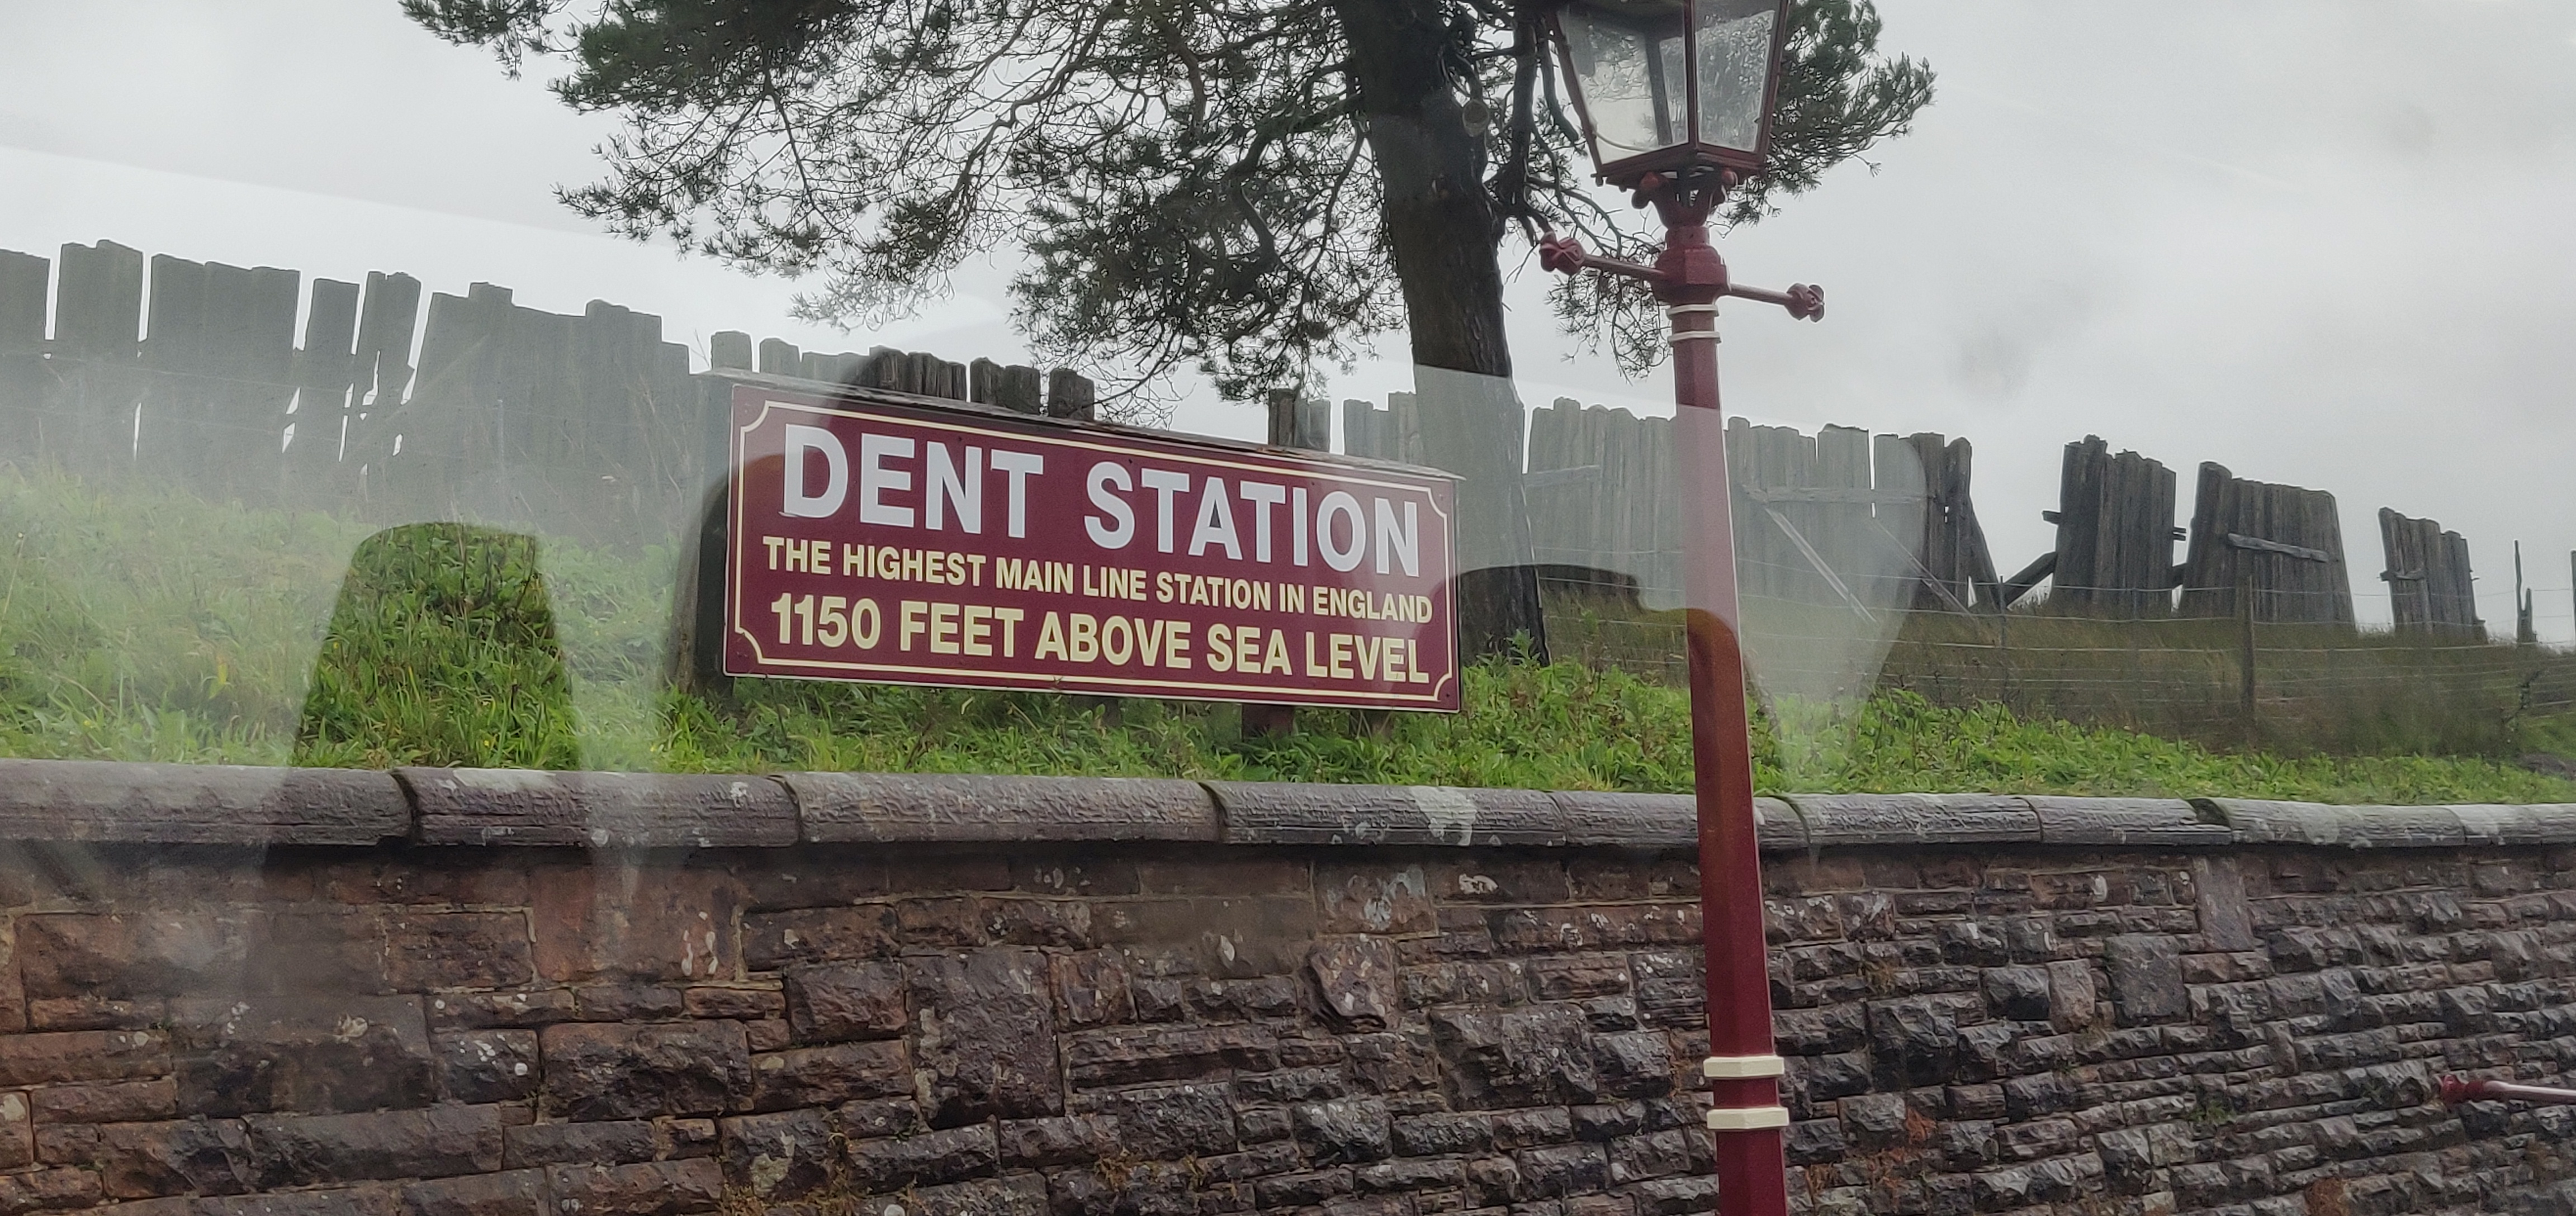 DENT STATION
THE HIGHEST MAIN LINE STATION IN ENGLAND
1150 FEET ABOVE SEA LEVEL